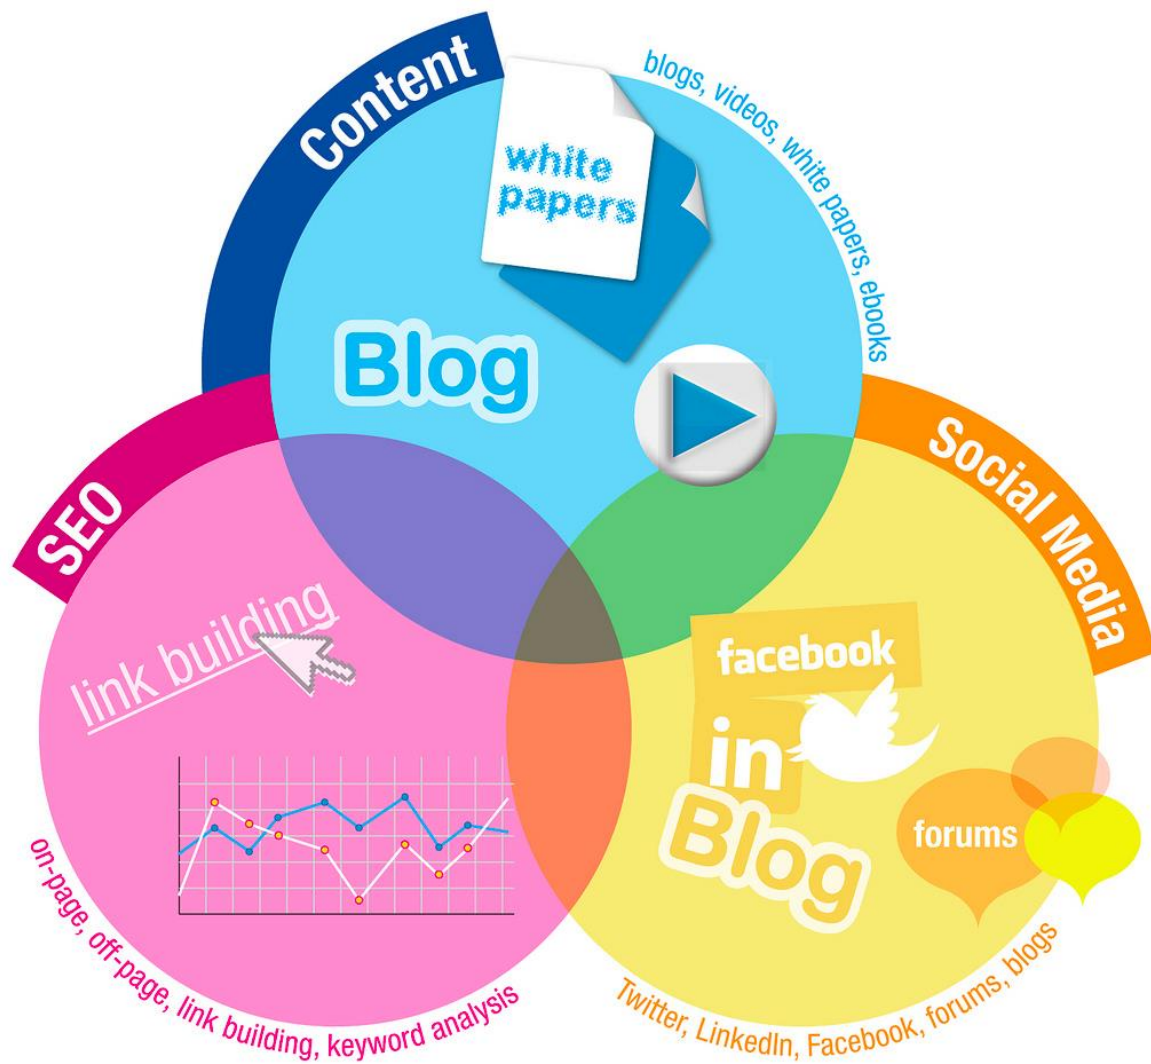 Content
blogs, videos, white papers, ebooks
white
papers
Blog
SEO
link building
on-page, off-page, link building, keyword analysis
Social Media
facebook
in
Blog
forums
Twitter, LinkedIn, Facebook, forums, blogs